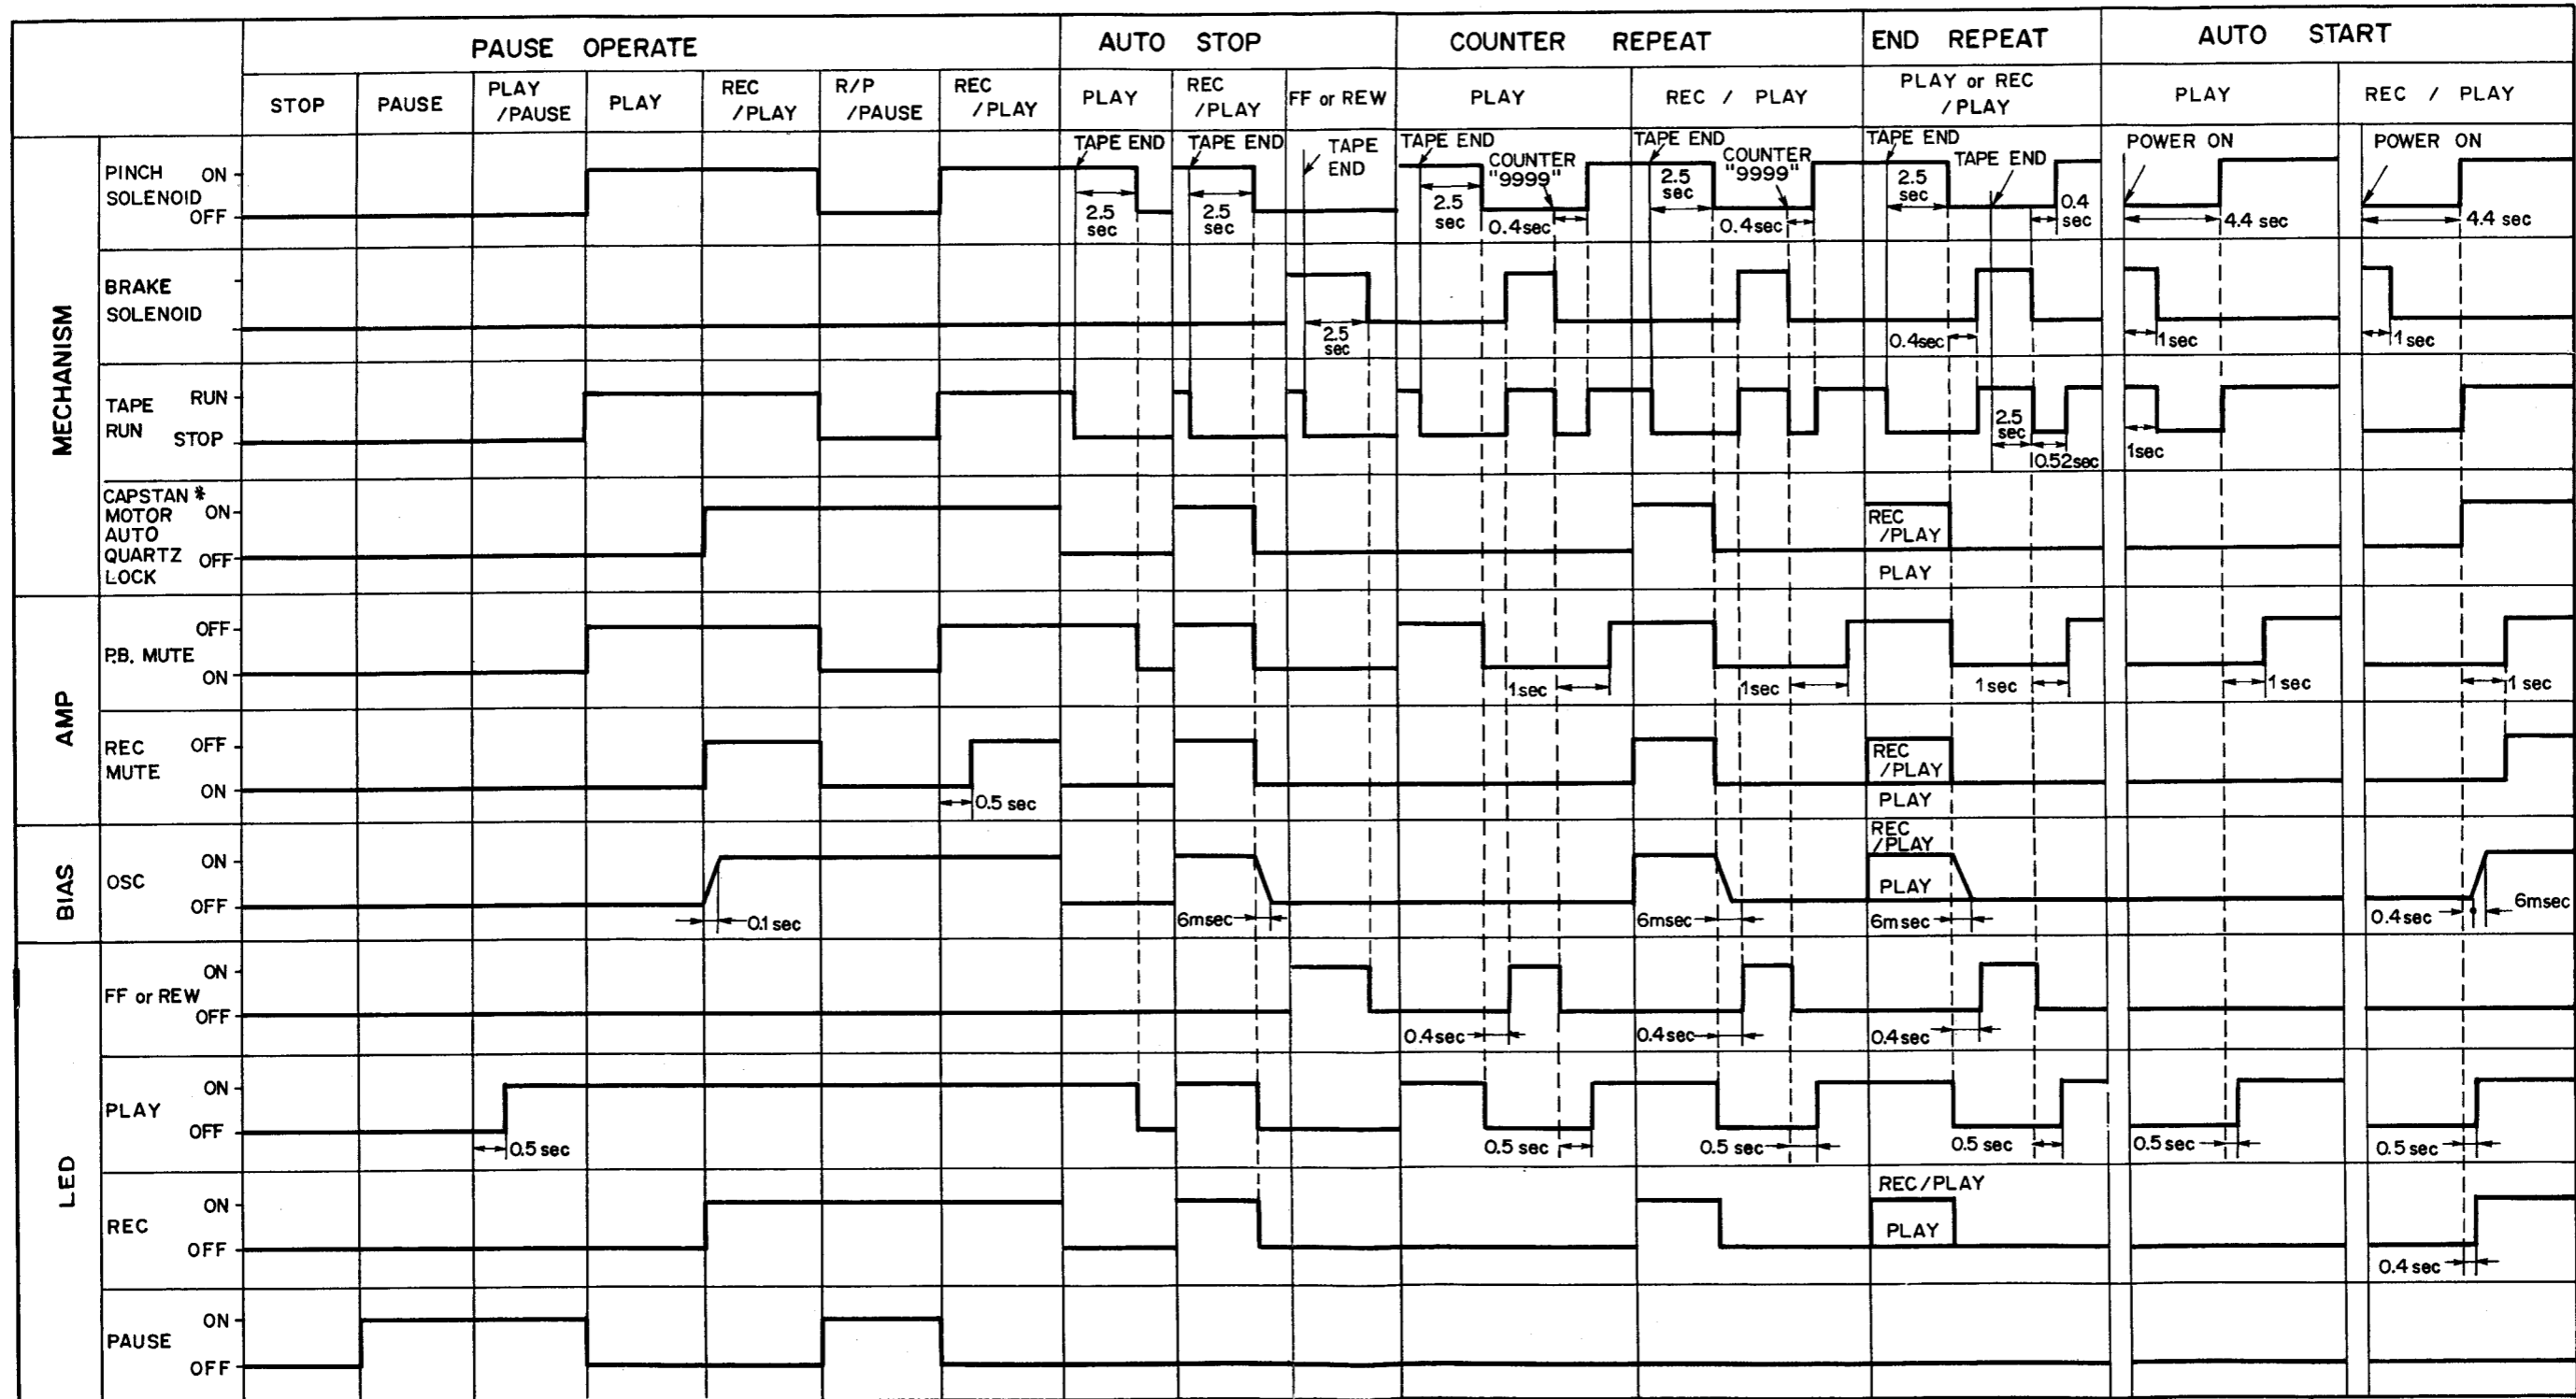 PAUSE OPERATE
AUTO STOP
COUNTER REPEAT
END REPEAT
AUTO START
STOP
PAUSE
PLAY
/PAUSE
PLAY
REC
/PLAY
R/P
/PAUSE
REC
/PLAY
PLAY
REC
/PLAY
FF or REW
PLAY
REC / PLAY
PLAY or REC
/PLAY
PLAY
REC / PLAY
MECHANISM
PINCH
SOLENOID
ON
OFF
TAPE END
2.5
sec
TAPE END
2.5
sec
TAPE
END
TAPE END
2.5
sec
COUNTER
"9999"
0.4sec
TAPE END
2.5
sec
COUNTER
"9999"
0.4sec
TAPE END
2.5
sec
TAPE END
0.4
sec
POWER ON
4.4 sec
POWER ON
4.4 sec
BRAKE
SOLENOID
2.5
sec
0.4sec
1sec
1sec
TAPE
RUN
RUN
STOP
2.5
sec
0.52sec
1sec
CAPSTAN *
MOTOR
AUTO
QUARTZ
LOCK
ON
OFF
REC
/PLAY
PLAY
AMP
P.B. MUTE
OFF
ON
1sec
1sec
1sec
1sec
1 sec
REC
MUTE
OFF
ON
0.5 sec
REC
/PLAY
PLAY
BIAS
OSC
ON
OFF
0.1 sec
6msec
6msec
REC
/PLAY
PLAY
6msec
0.4sec
6msec
LED
FF or REW
ON
OFF
0.4sec
0.4sec
0.4sec
PLAY
ON
OFF
0.5 sec
0.5 sec
0.5 sec
0.5 sec
0.5 sec
0.5 sec
REC
ON
OFF
REC/PLAY
PLAY
0.4 sec
PAUSE
ON
OFF